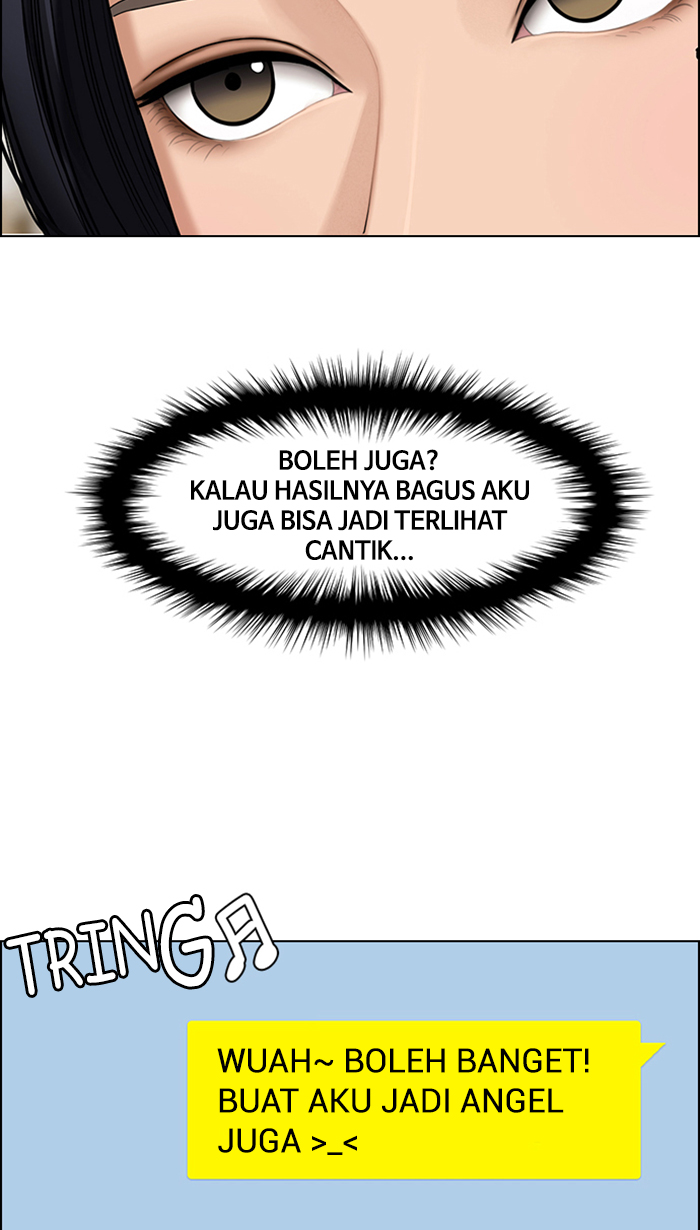 BOLEH JUGA?
KALAU HASILNYA BAGUS AKU
JUGA BISA JADI TERLIHAT
CANTIK...
TRING
WUAH~ BOLEH BANGET!
BUAT AKU JADI ANGEL
JUGA >_<